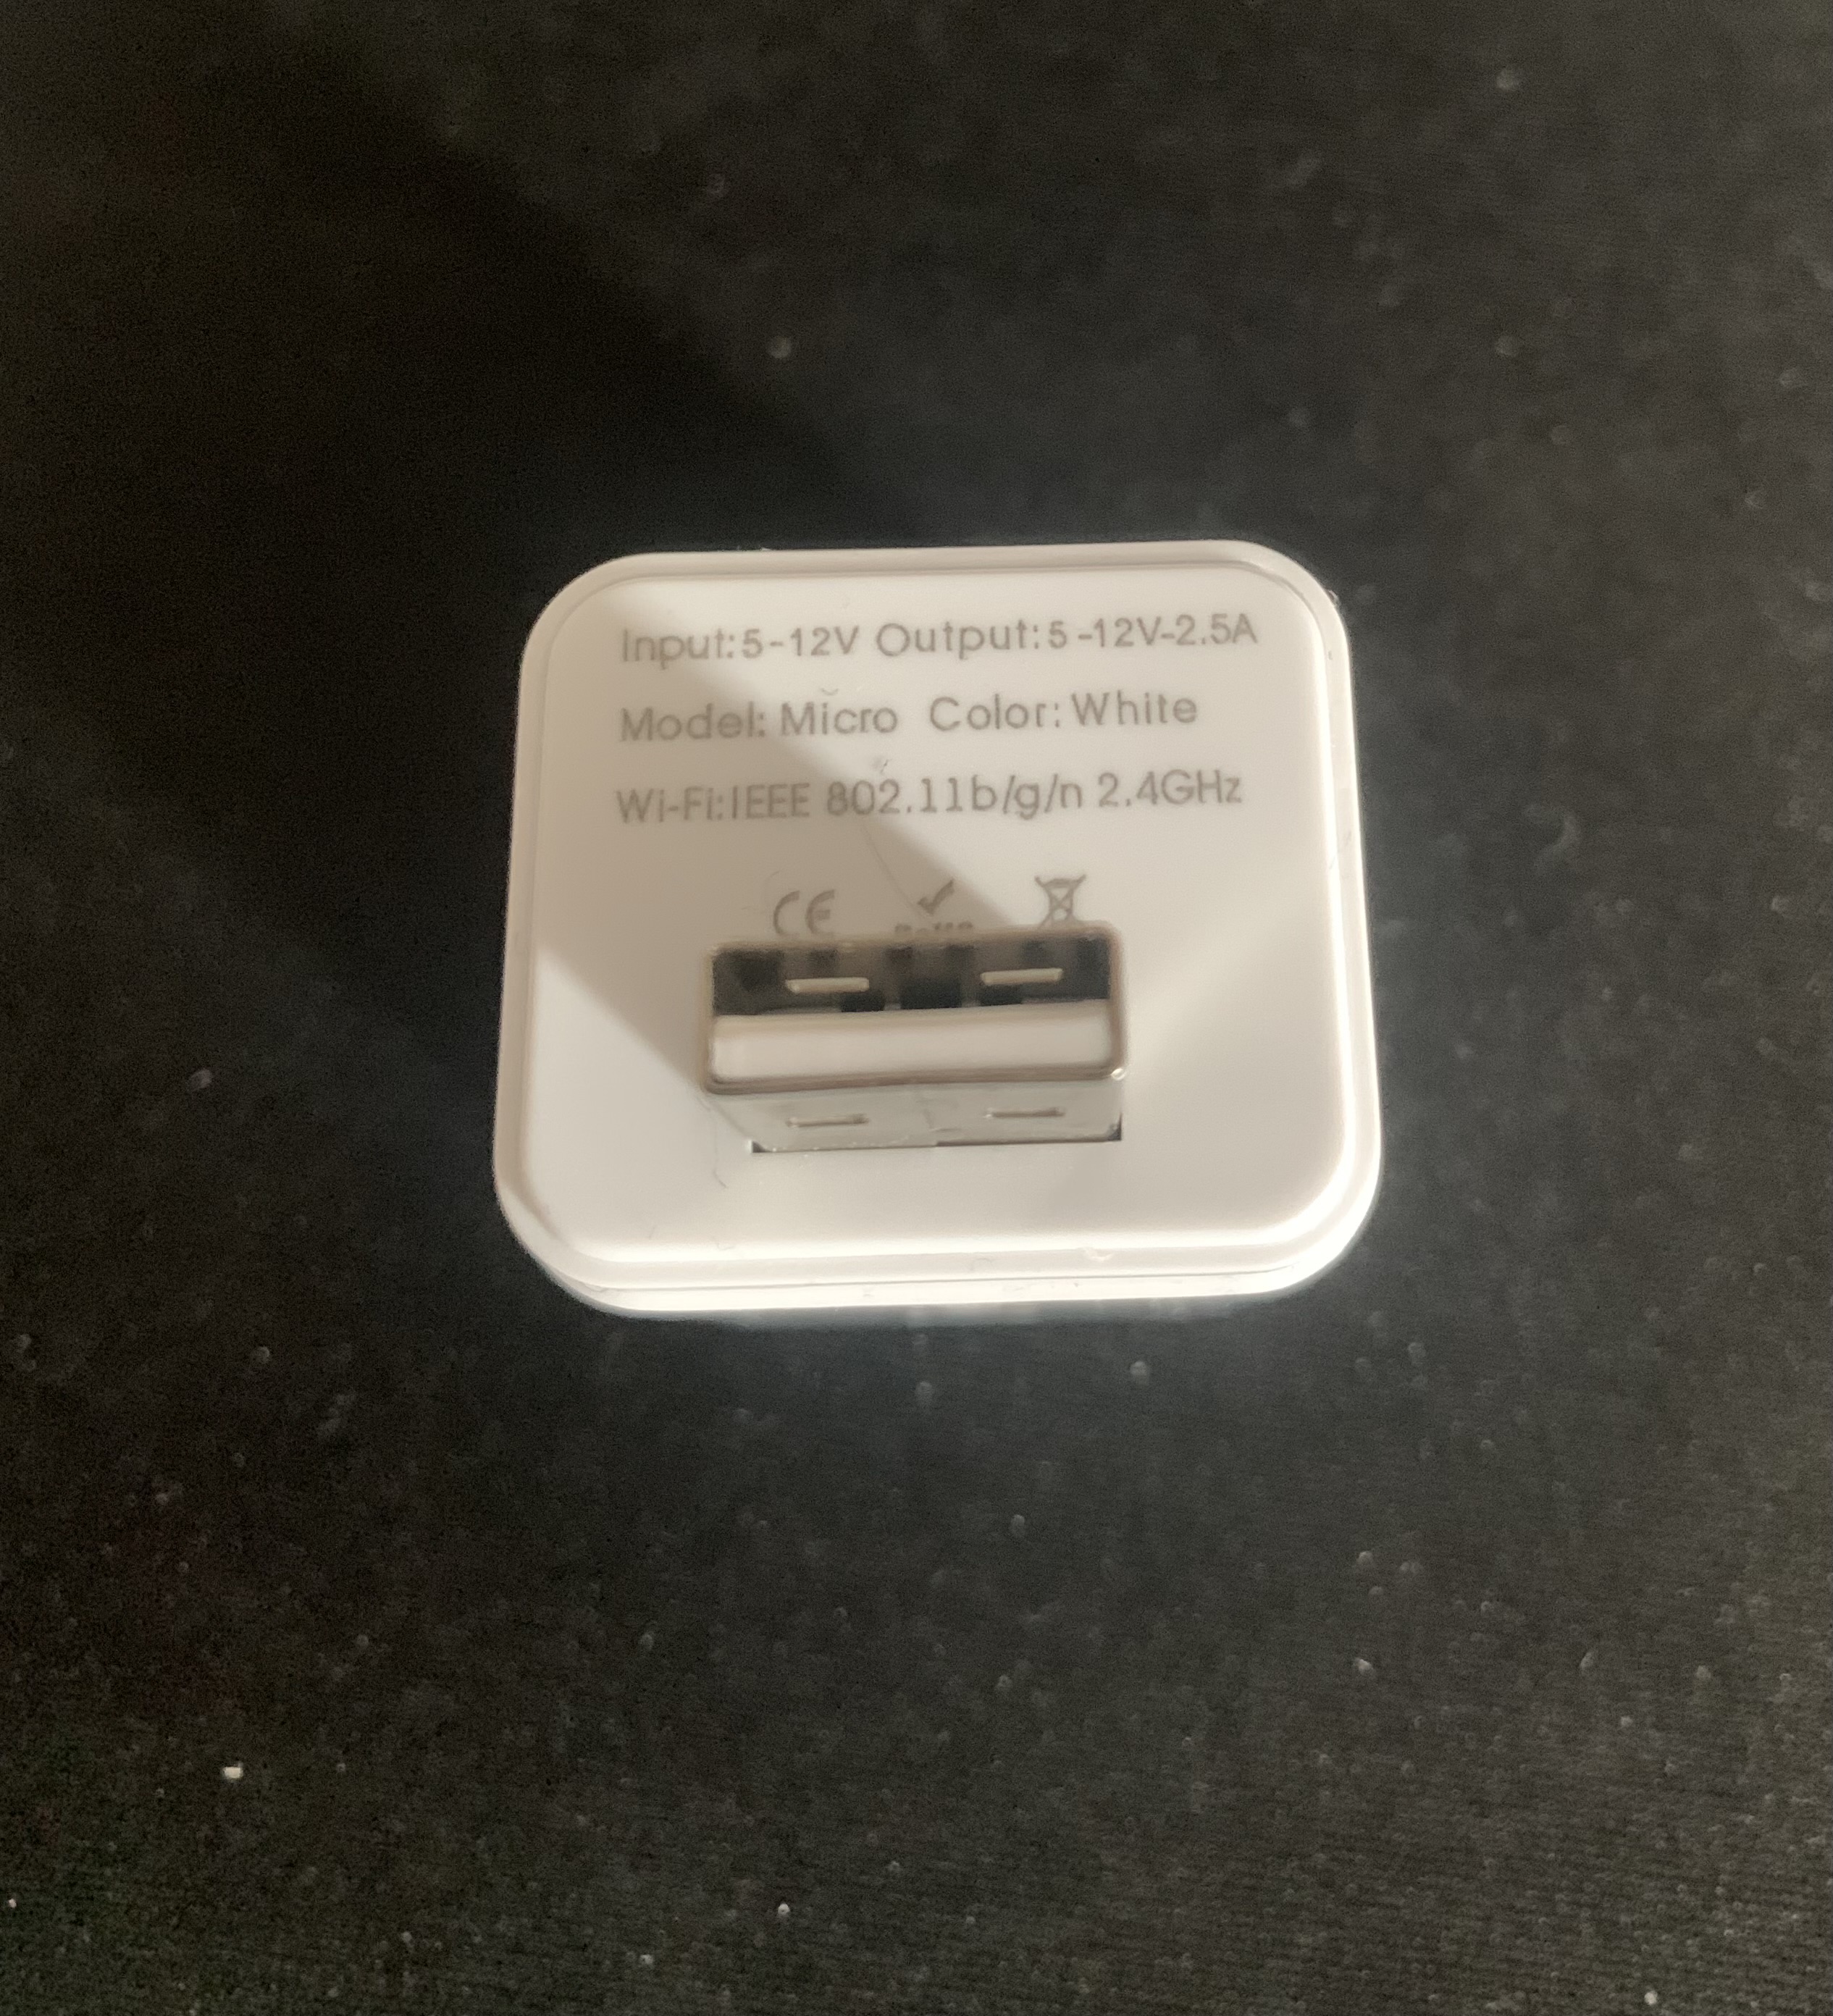 Input:5-12V Output:5-12V-2.5A
Model: Micro Color: White
Wi-Fi:IEEE 802.11b/g/n 2.4GHz
CE